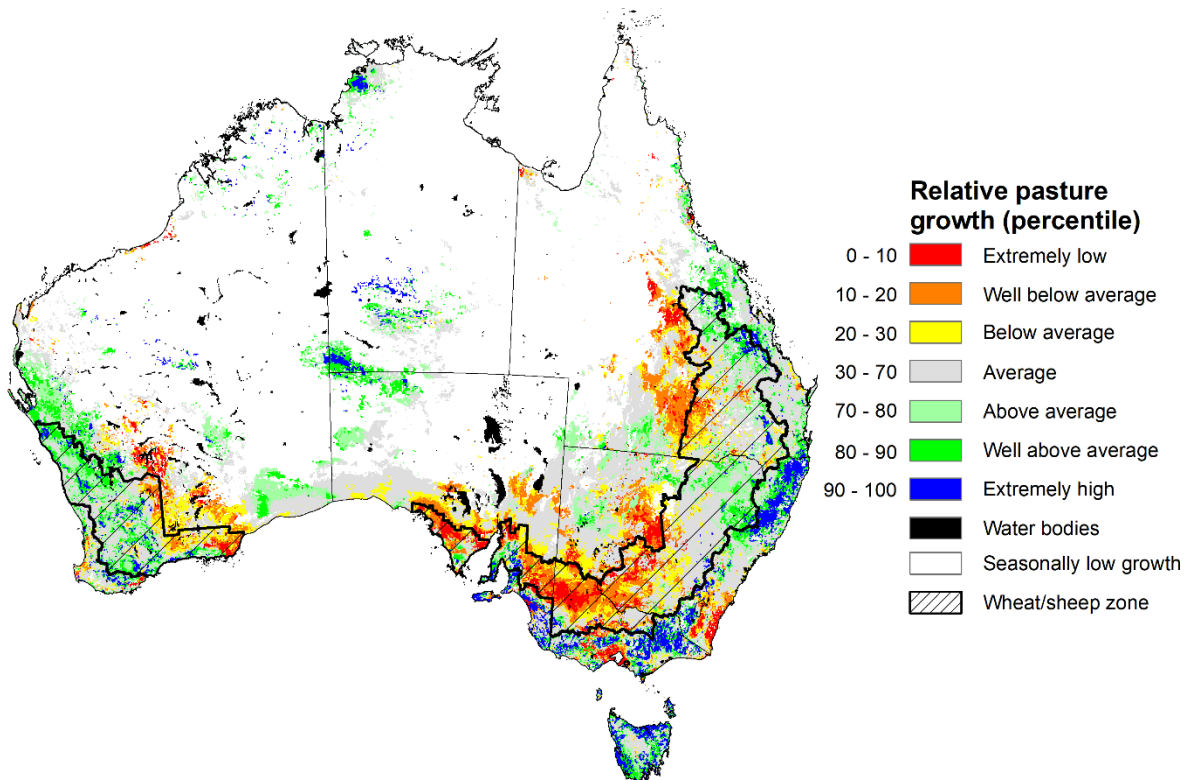 Relative pasture
growth (percentile)
0 - 10 Extremely low
10 - 20 Well below average
20 - 30 Below average
30 - 70 Average
70 - 80 Above average
80 - 90 Well above average
90 - 100 Extremely high
Water bodies
Seasonally low growth
Wheat/sheep zone